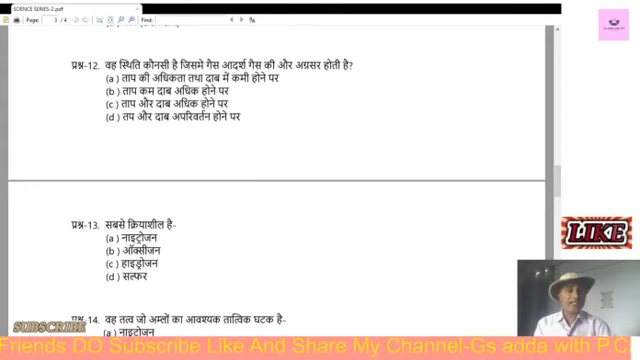 SCIENCE SERIES-2.pdf
Page: 3 / 4 Find:
प्रश्न-12. वह स्थिति कौनसी है जिसमे गैस आदर्श गैस की और अग्रसर होती है?
(a ) ताप की अधिकता तथा दाब में कमी होने पर
(b ) ताप कम दाब अधिक होने पर
(c ) ताप और दाब अधिक होने पर
(d ) तप और दाब अपरिवर्तन होने पर
प्रश्न-13. सबसे क्रियाशील है-
(a ) नाइट्रोजन
(b ) ऑक्सीजन
(c ) हाइड्रोजन
(d ) सल्फर
LIKE
प्रश्न-14. वह तत्व जो अम्लों का आवश्यक तात्विक घटक है-
SUBSCRIBE
(a ) नाइट्रोजन
Friends DO Subscribe Like And Share My Channel-Gs adda with P.C